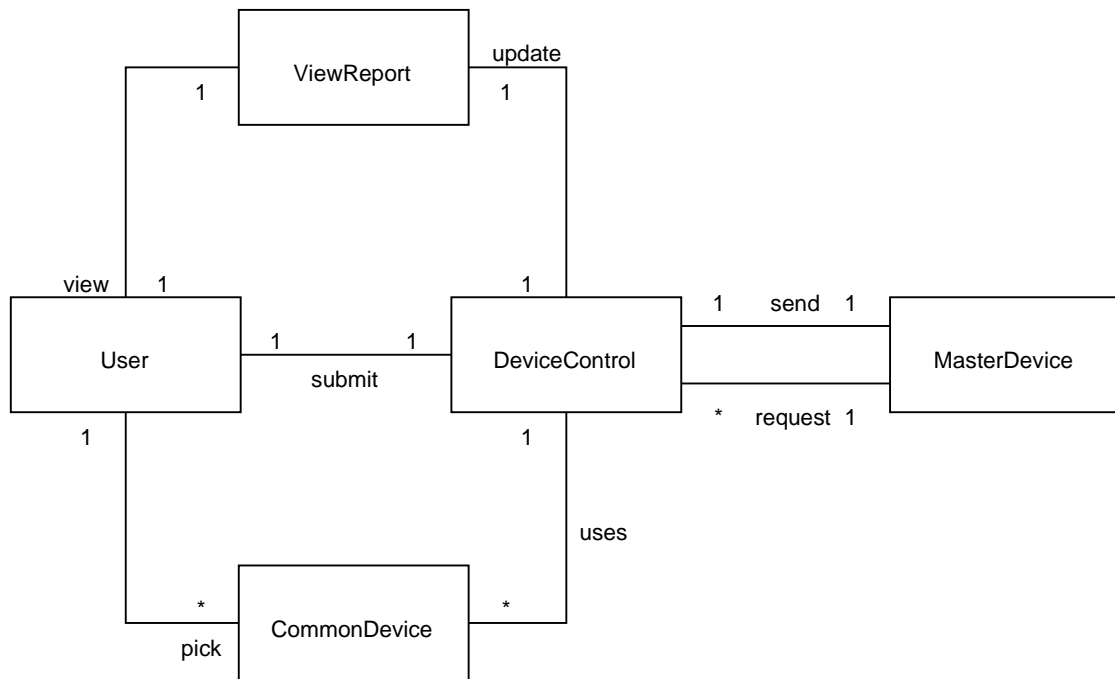 update
ViewReport
1
1
view
1
1
1
send
1
1
1
User
DeviceControl
MasterDevice
submit
*
request
1
1
1
uses
*
*
CommonDevice
pick